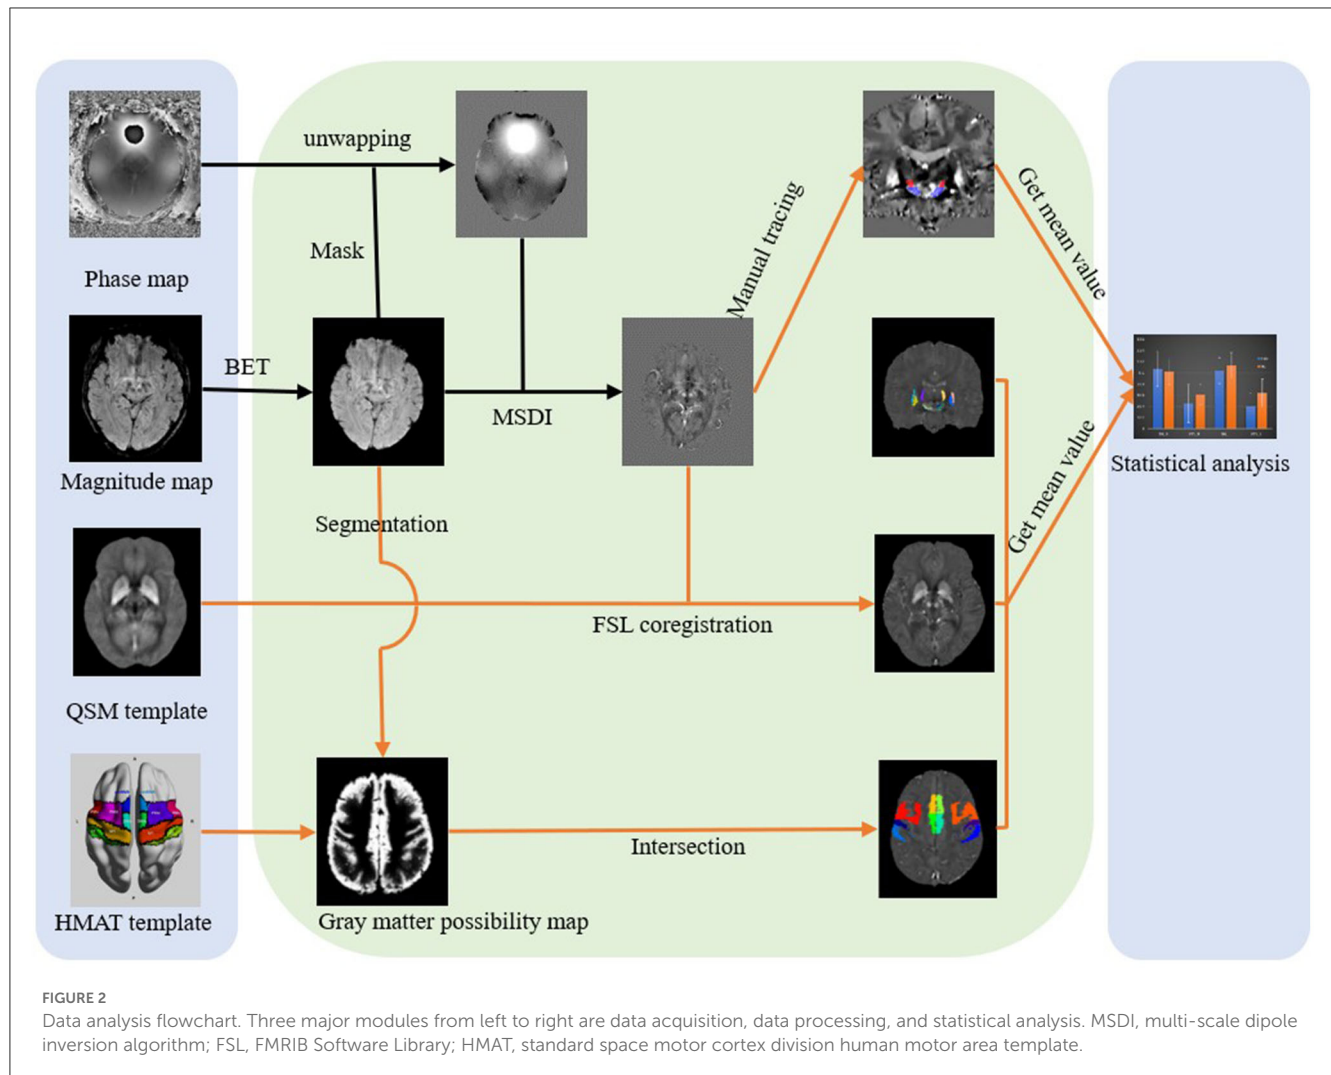 unwapping
Mask
Phase map
BET
MSDI
Magnitude map
Manual tracing
Get mean value
Statistical analysis
Segmentation
QSM template
FSL coregistration
Get mean value
HMAT template
Gray matter possibility map
Intersection
FIGURE 2
Data analysis flowchart. Three major modules from left to right are data acquisition, data processing, and statistical analysis. MSDI, multi-scale dipole
inversion algorithm; FSL, FMRIB Software Library; HMAT, standard space motor cortex division human motor area template.